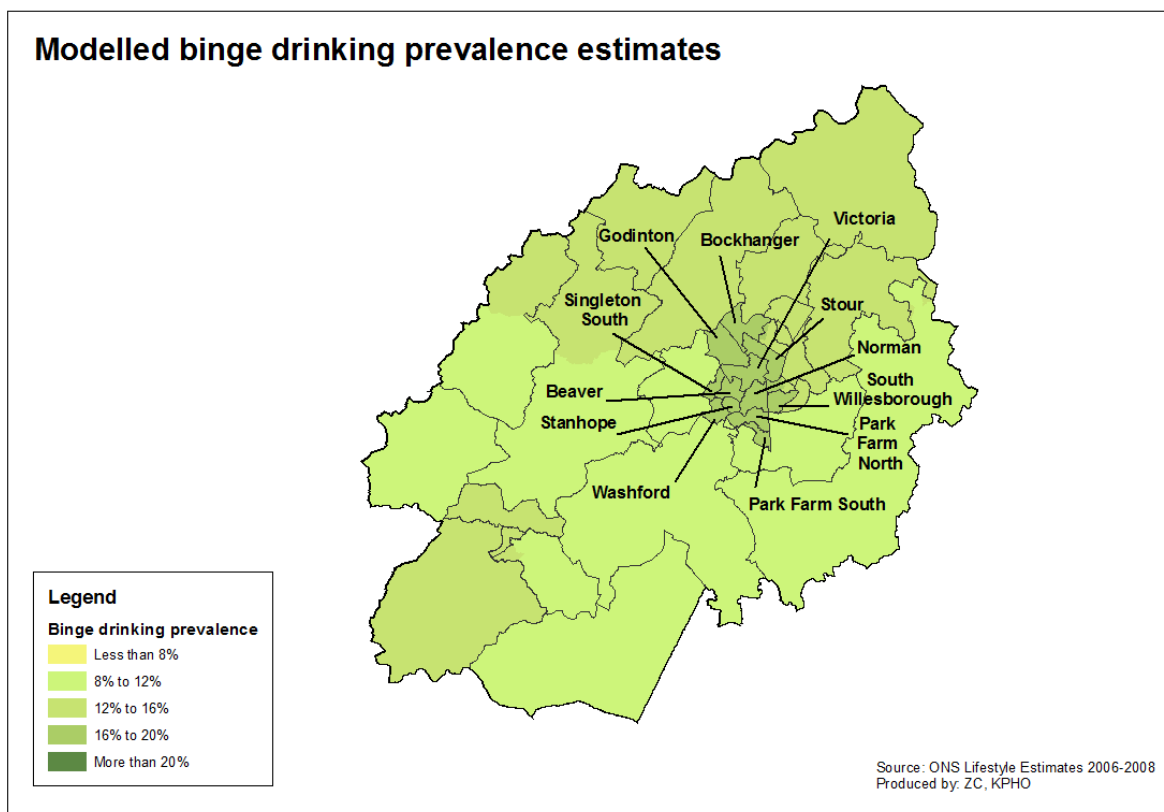 Modelled binge drinking prevalence estimates
Victoria
Godinton
Bockhanger
Singleton
South
Stour
Norman
Beaver
South
Willesborough
Stanhope
Park
Farm
North
Washford
Park Farm South
Legend
Binge drinking prevalence
Less than 8%
8% to 12%
12% to 16%
16% to 20%
More than 20%
Source: ONS Lifestyle Estimates 2006-2008
Produced by: ZC, KPHO